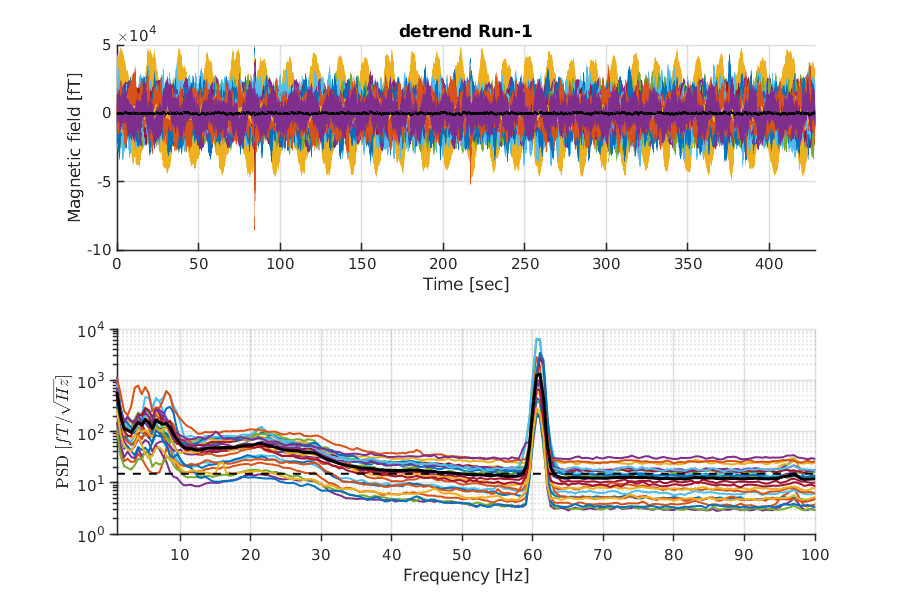 detrend Run-1
×10^4
Magnetic field [fT]
5
0
-5
-10
0 50 100 150 200 250 300 350 400
Time [sec]
PSD [fT/√Hz]
10^4
10^3
10^2
10^1
10^0
10 20 30 40 50 60 70 80 90 100
Frequency [Hz]